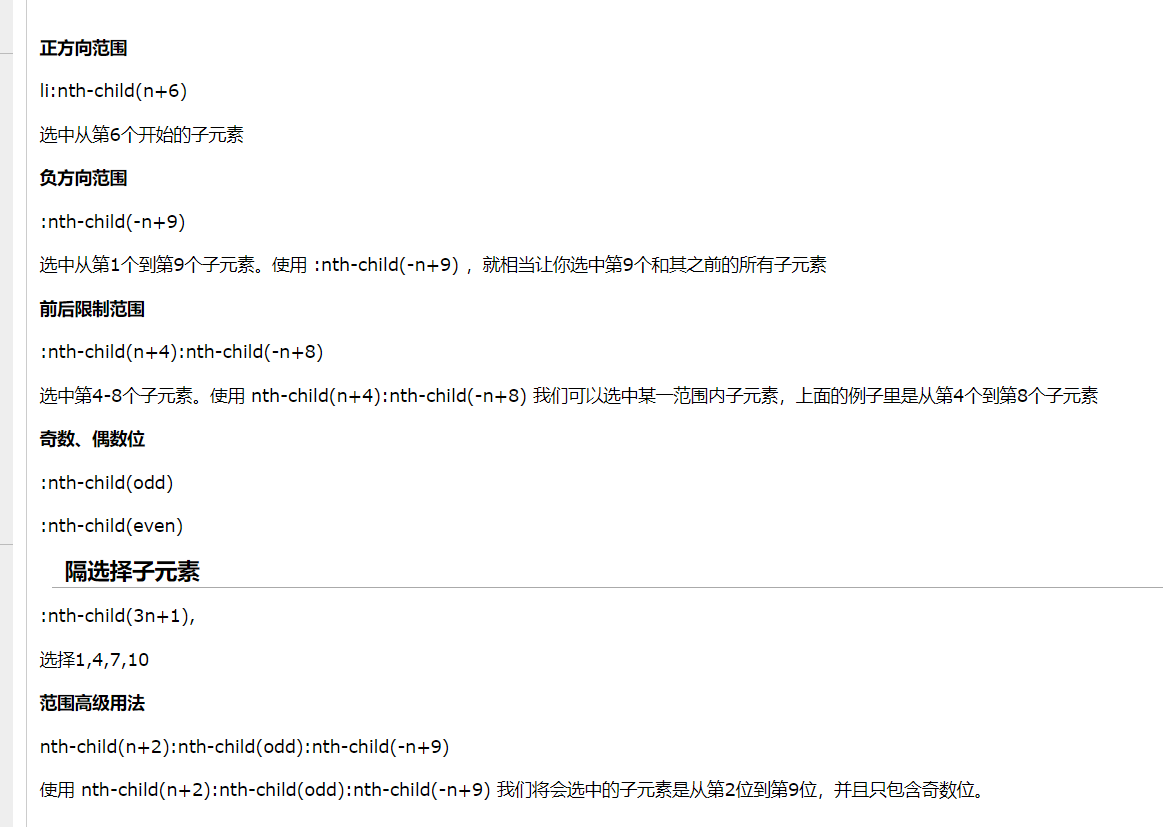 正方向范围
li:nth-child(n+6)
选中从第6个开始的子元素
负方向范围
:nth-child(-n+9)
选中从第1个到第9个子元素。使用 :nth-child(-n+9) ，就相当让你选中第9个和其之前的所有子元素
前后限制范围
:nth-child(n+4):nth-child(-n+8)
选中第4-8个子元素。使用 nth-child(n+4):nth-child(-n+8) 我们可以选中某一范围内子元素，上面的例子里是从第4个到第8个子元素
奇数、偶数位
:nth-child(odd)
:nth-child(even)
隔选择子元素
:nth-child(3n+1),
选择1,4,7,10
范围高级用法
nth-child(n+2):nth-child(odd):nth-child(-n+9)
使用 nth-child(n+2):nth-child(odd):nth-child(-n+9) 我们将会选中的子元素是从第2位到第9位，并且只包含奇数位。